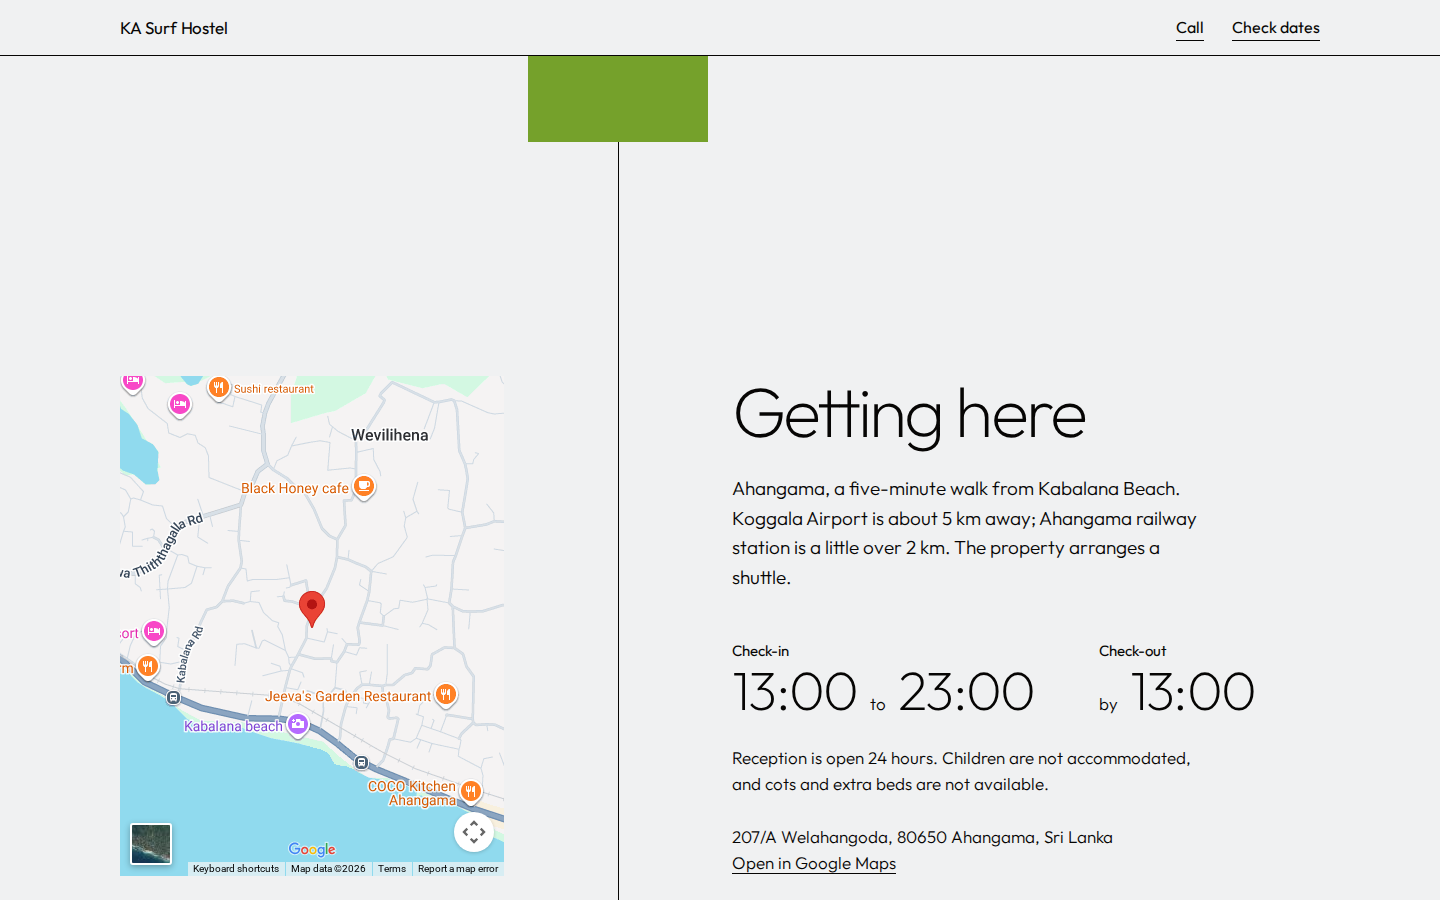 KA Surf Hostel
Call
Check dates
Sushi restaurant
Wevilihena
Black Honey cafe
va Thiththagalla Rd
sort
Kabalana Rd
rm
Jeeva's Garden Restaurant
Kabalana beach
COCO Kitchen
Ahangama
Google
Keyboard shortcuts
Map data ©2026
Terms
Report a map error
Getting here
Ahangama, a five-minute walk from Kabalana Beach.
Koggala Airport is about 5 km away; Ahangama railway
station is a little over 2 km. The property arranges a
shuttle.
Check-in
13:00 to 23:00
Check-out
by 13:00
Reception is open 24 hours. Children are not accommodated,
and cots and extra beds are not available.
207/A Welahangoda, 80650 Ahangama, Sri Lanka
Open in Google Maps